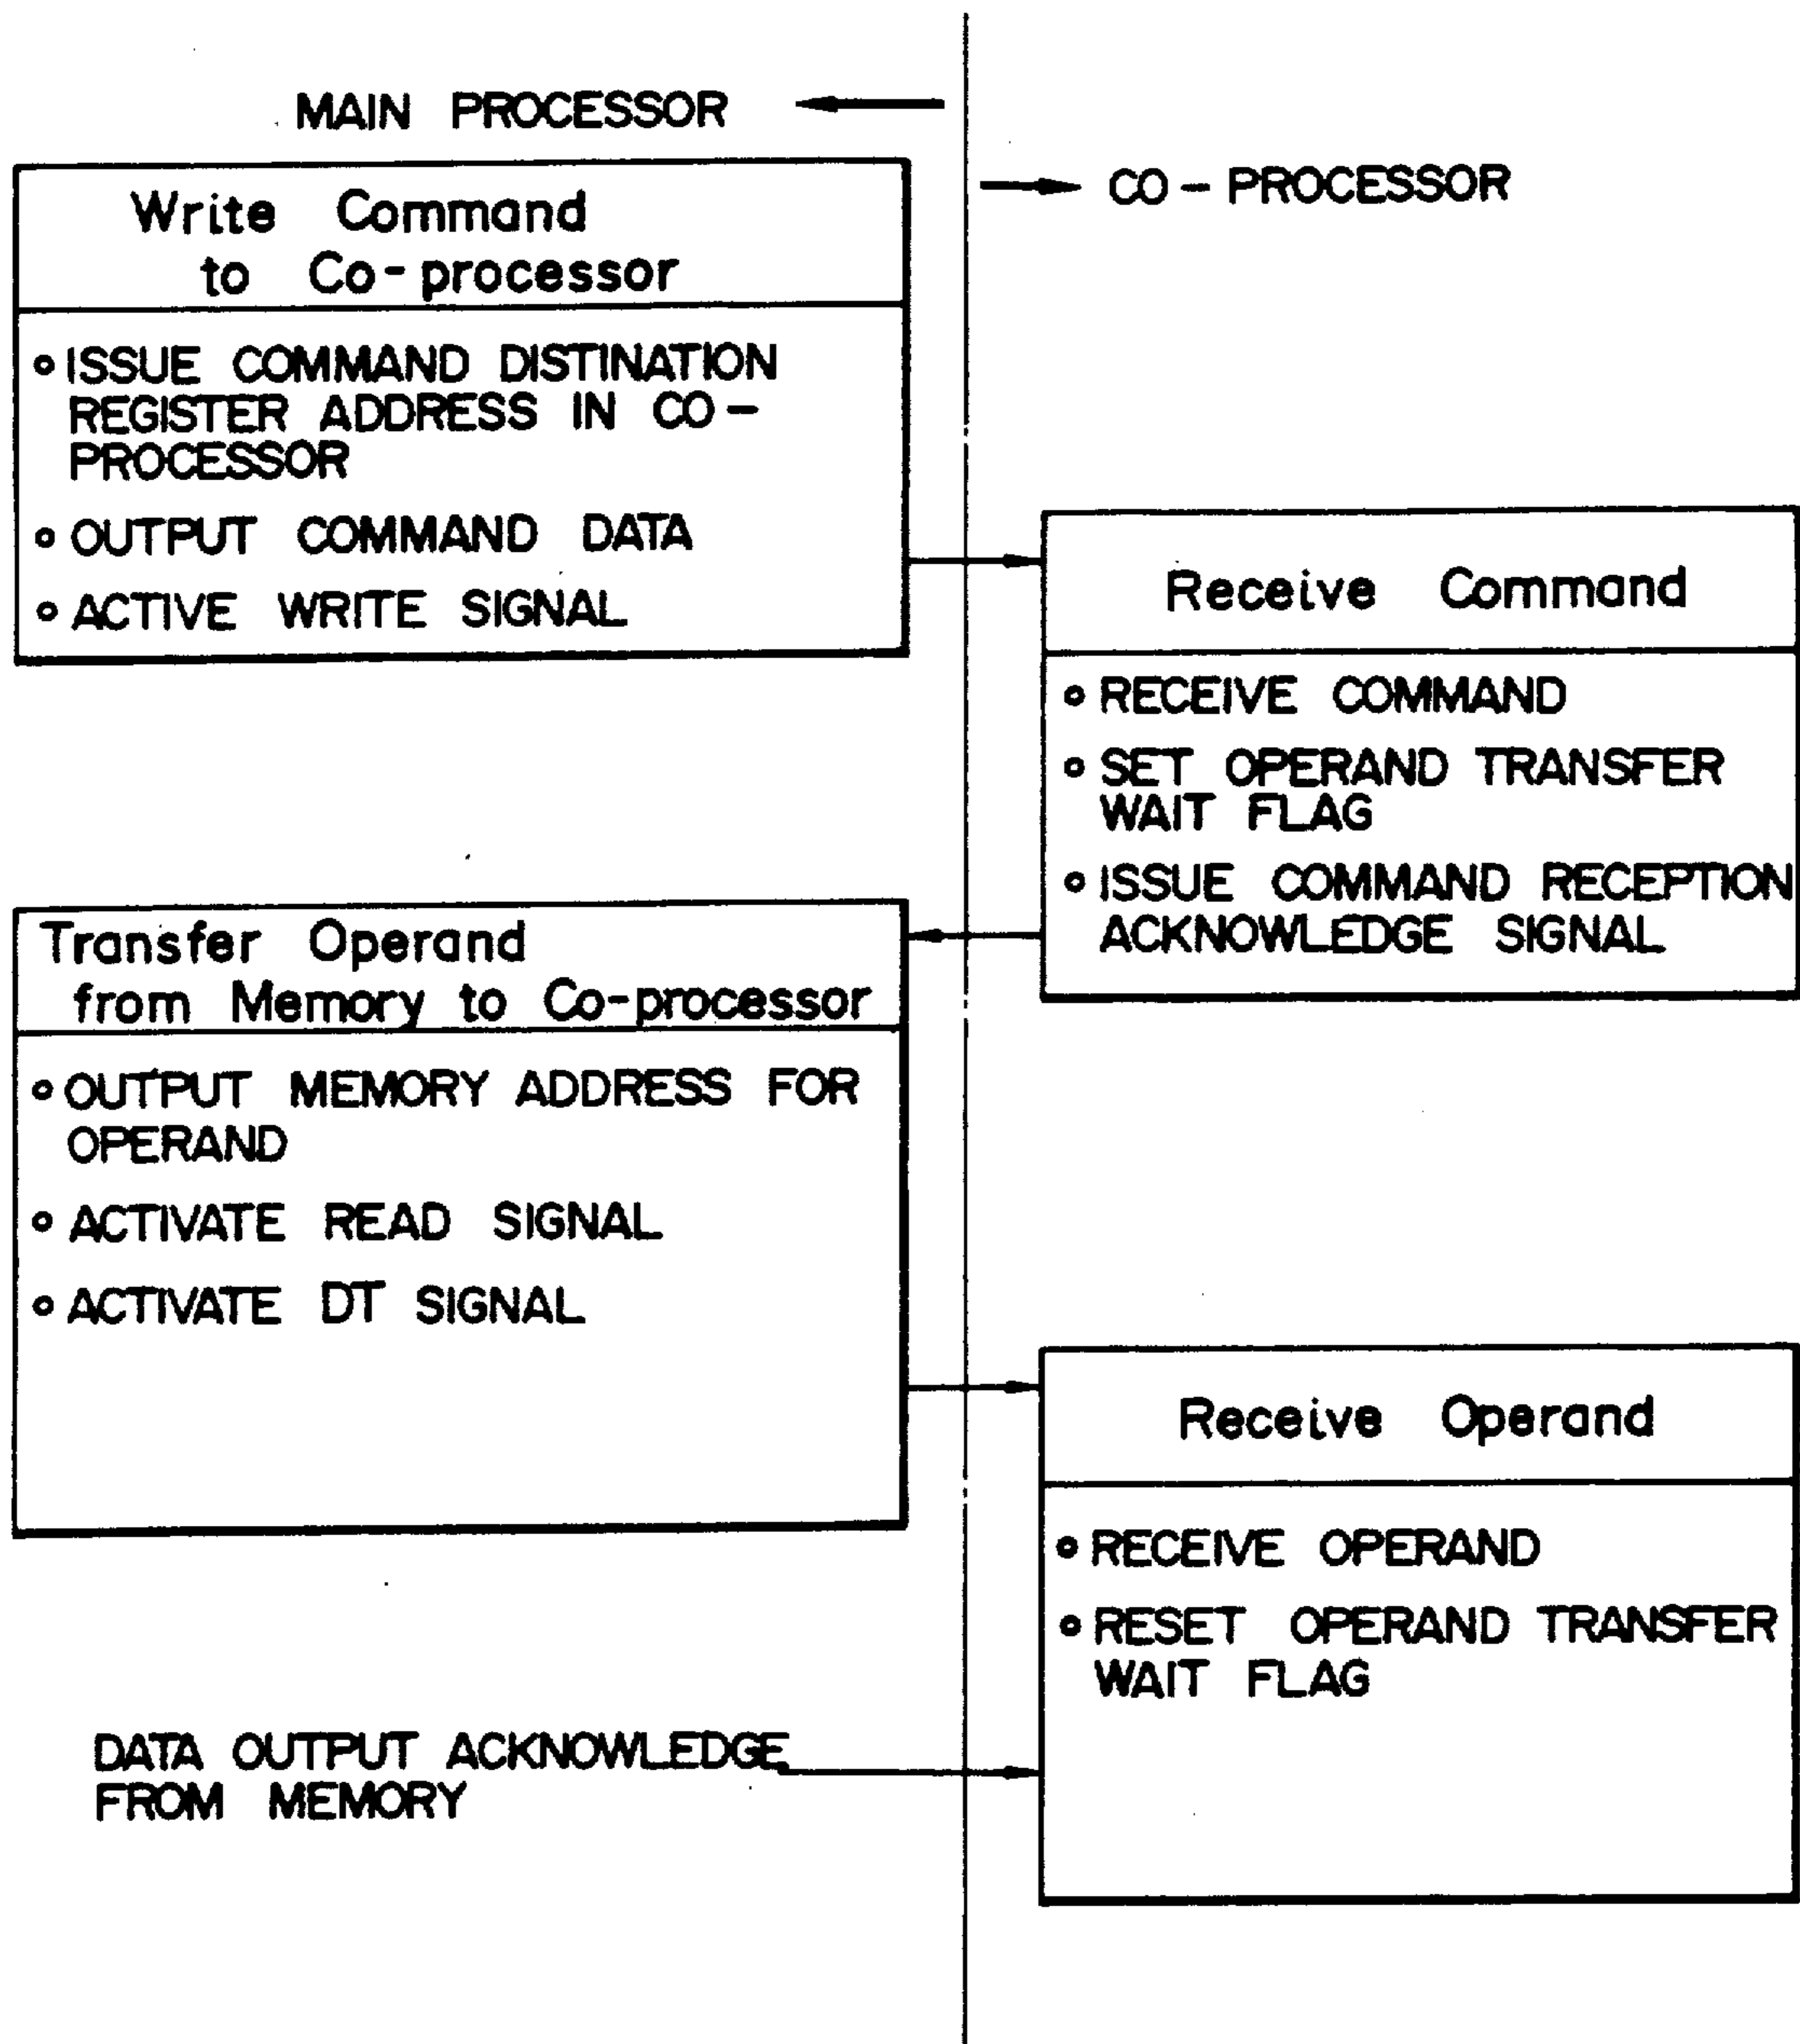 MAIN PROCESSOR
CO-PROCESSOR
Write Command
to Co-processor
ISSUE COMMAND DISTINATION
REGISTER ADDRESS IN CO-
PROCESSOR
OUTPUT COMMAND DATA
ACTIVE WRITE SIGNAL
Receive Command
RECEIVE COMMAND
SET OPERAND TRANSFER
WAIT FLAG
ISSUE COMMAND RECEPTION
ACKNOWLEDGE SIGNAL
Transfer Operand
from Memory to Co-processor
OUTPUT MEMORY ADDRESS FOR
OPERAND
ACTIVATE READ SIGNAL
ACTIVATE DT SIGNAL
Receive Operand
RECEIVE OPERAND
RESET OPERAND TRANSFER
WAIT FLAG
DATA OUTPUT ACKNOWLEDGE
FROM MEMORY